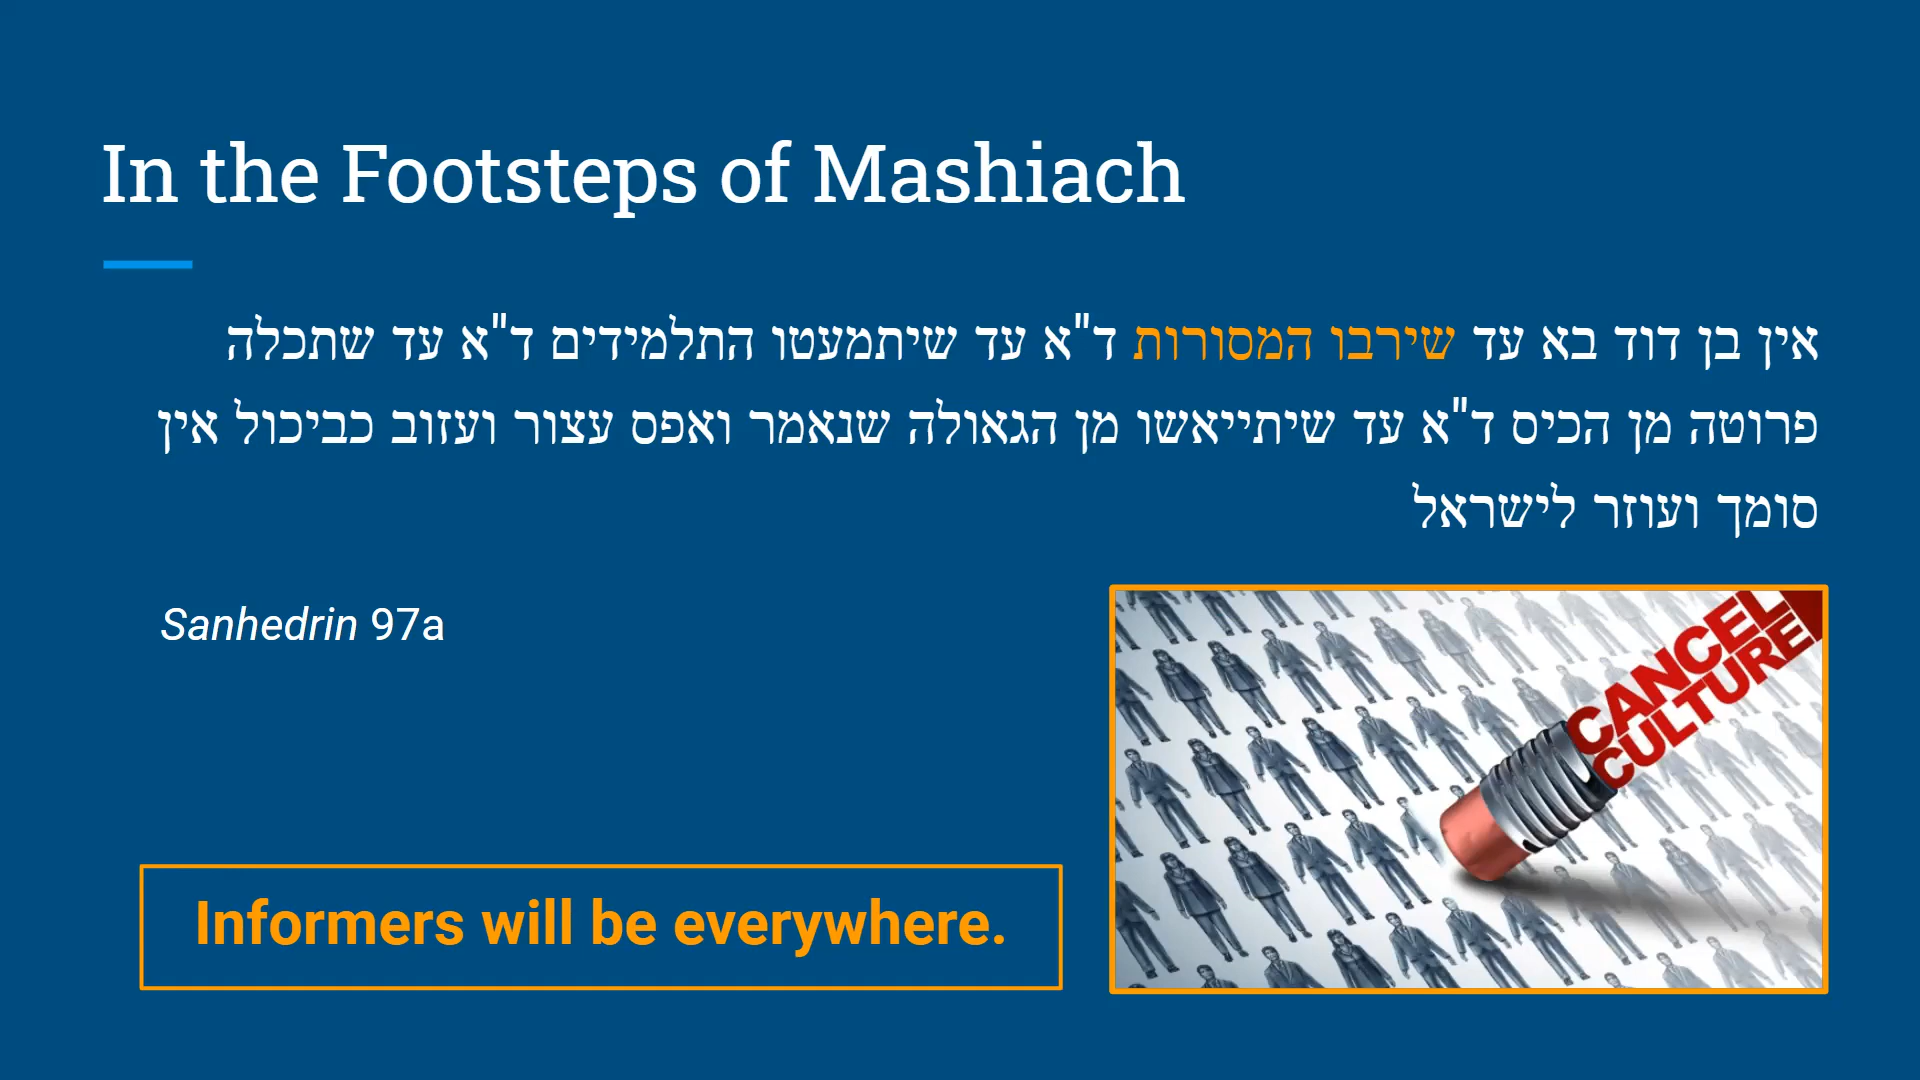 In the Footsteps of Mashiach
אין בן דוד בא עד שירבו המסורות ד"א עד שיתמעטו התלמידים ד"א עד שתכלה
פרוטה מן הכיס ד"א עד שיתייאשו מן הגאולה שנאמר ואפס עצור ועזוב כביכול אין
סומך ועוזר לישראל
Sanhedrin 97a
CANCEL
CULTURE
Informers will be everywhere.